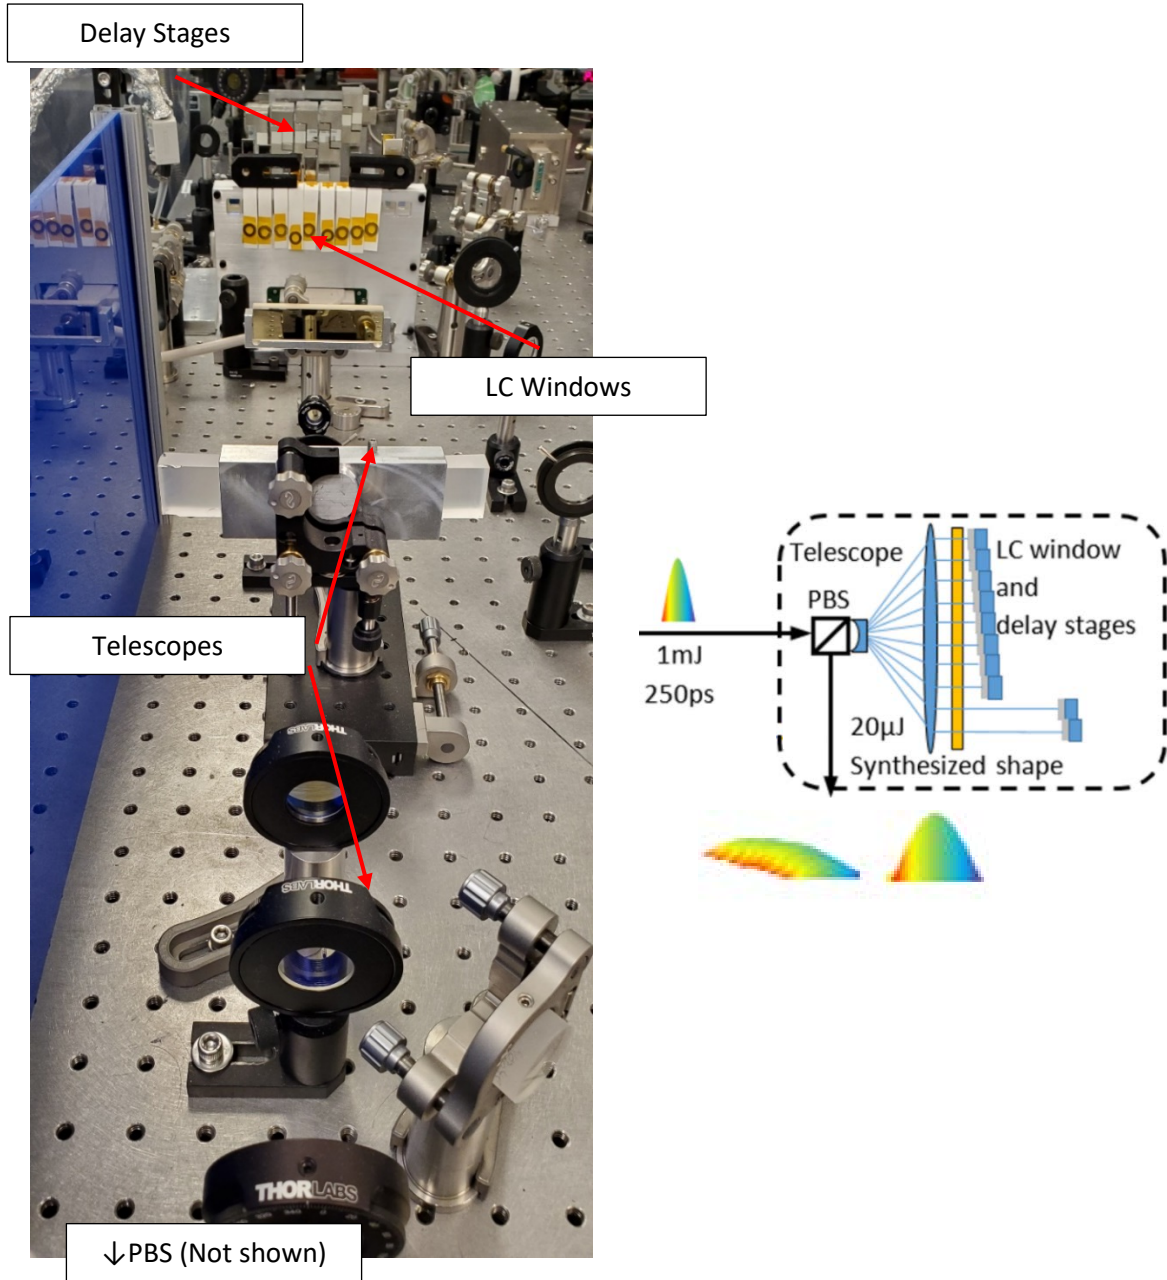 Delay Stages
LC Windows
Telescopes
THORLABS
THORLABS
THORLABS
↓PBS (Not shown)
Telescope
LC window
and
delay stages
PBS
1mJ
250ps
20µJ
Synthesized shape